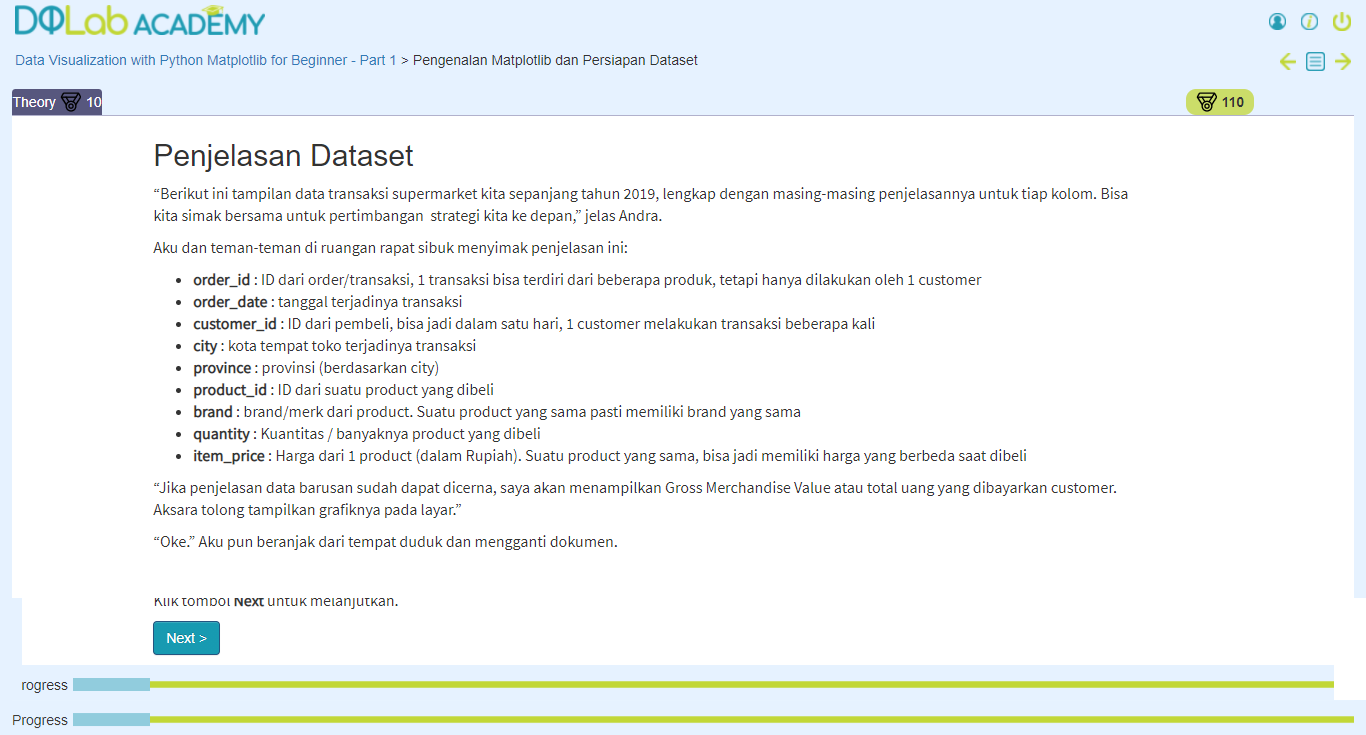 DQLab ACADEMY
Data Visualization with Python Matplotlib for Beginner - Part 1 > Pengenalan Matplotlib dan Persiapan Dataset
Theory 10
110
Penjelasan Dataset
“Berikut ini tampilan data transaksi supermarket kita sepanjang tahun 2019, lengkap dengan masing-masing penjelasannya untuk tiap kolom. Bisa
kita simak bersama untuk pertimbangan strategi kita ke depan,” jelas Andra.
Aku dan teman-teman di ruangan rapat sibuk menyimak penjelasan ini:
• order_id : ID dari order/transaksi, 1 transaksi bisa terdiri dari beberapa produk, tetapi hanya dilakukan oleh 1 customer
• order_date : tanggal terjadinya transaksi
• customer_id : ID dari pembeli, bisa jadi dalam satu hari, 1 customer melakukan transaksi beberapa kali
• city : kota tempat toko terjadinya transaksi
• province : provinsi (berdasarkan city)
• product_id : ID dari suatu product yang dibeli
• brand : brand/merk dari product. Suatu product yang sama pasti memiliki brand yang sama
• quantity : Kuantitas / banyaknya product yang dibeli
• item_price : Harga dari 1 product (dalam Rupiah). Suatu product yang sama, bisa jadi memiliki harga yang berbeda saat dibeli
“Jika penjelasan data barusan sudah dapat dicerna, saya akan menampilkan Gross Merchandise Value atau total uang yang dibayarkan customer.
Aksara tolong tampilkan grafiknya pada layar.”
“Oke.” Aku pun beranjak dari tempat duduk dan mengganti dokumen.
Klik tombol Next untuk melanjutkan.
Next >
rogress
Progress